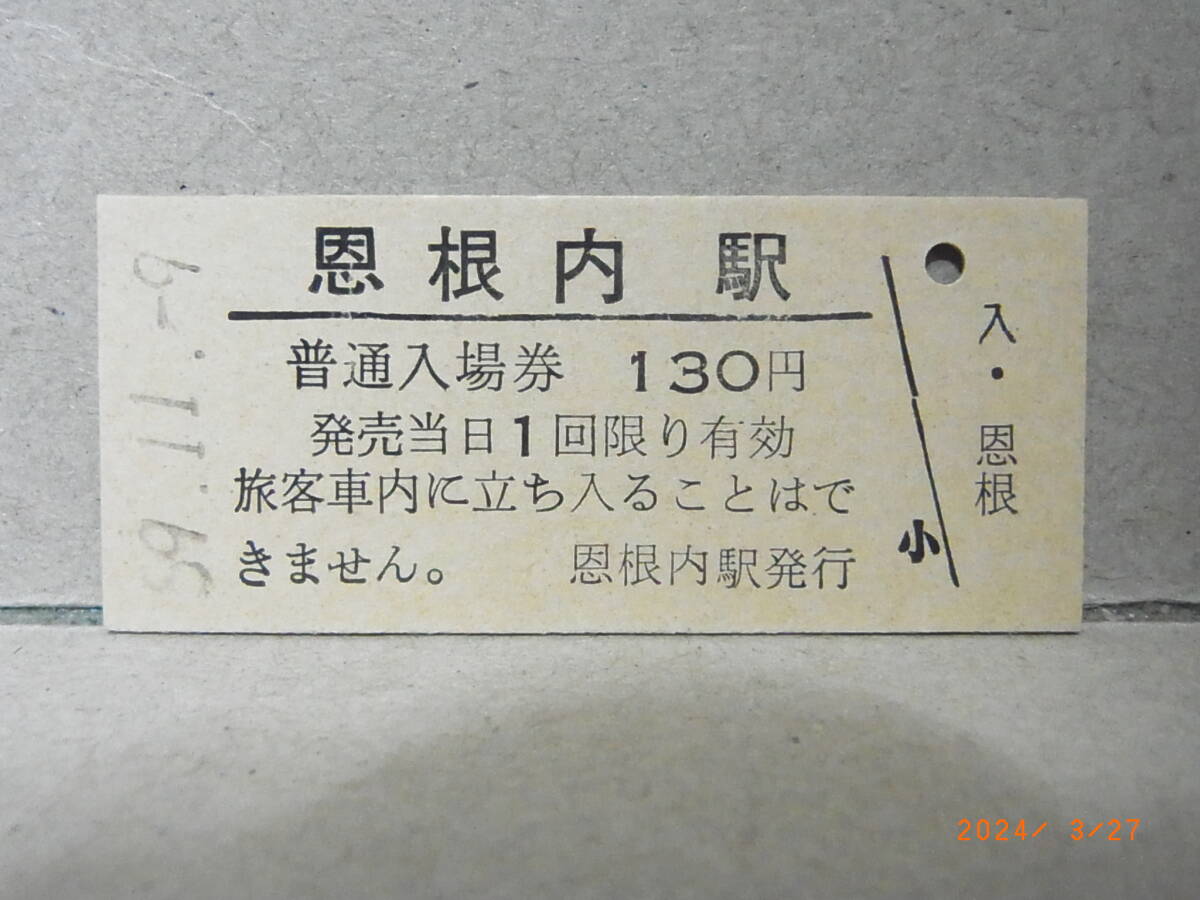 恩根内 駅
普通入場券 130円
発売当日1回限り有効
旅客車内に立ち入ることはで
きません。 恩根内駅発行
小
入・恩根
59.11.-9
2024/ 3/27